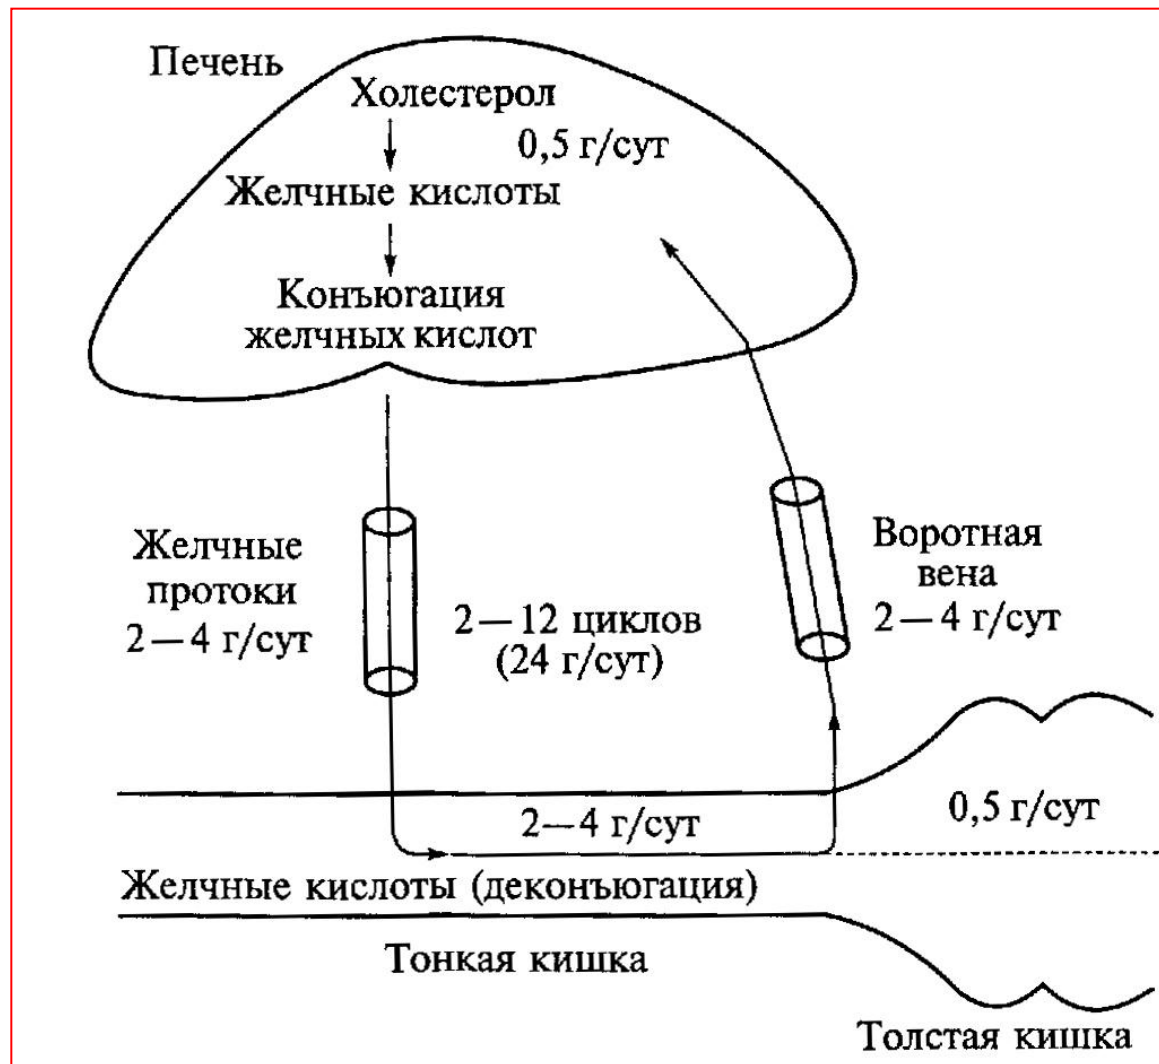 Печень
Холестерол
0,5 г/сут
Желчные кислоты
Конъюгация
желчных кислот
Желчные
протоки
2—4 г/сут
2—12 циклов
(24 г/сут)
Воротная
вена
2—4 г/сут
2—4 г/сут
0,5 г/сут
Желчные кислоты (деконъюгация)
Тонкая кишка
Толстая кишка